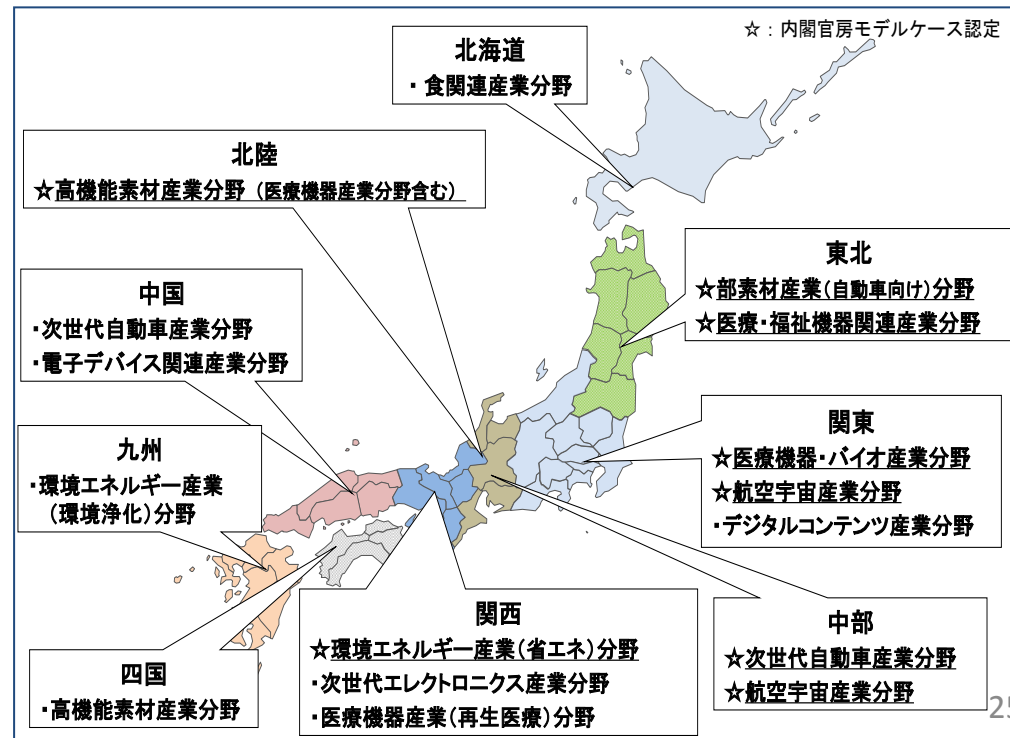 ☆：内閣官房モデルケース認定
北海道
・食関連産業分野
北陸
☆高機能素材産業分野（医療機器産業分野含む）
東北
☆部素材産業（自動車向け）分野
☆医療・福祉機器関連産業分野
中国
・次世代自動車産業分野
・電子デバイス関連産業分野
関東
☆医療機器・バイオ産業分野
☆航空宇宙産業分野
・デジタルコンテンツ産業分野
九州
・環境エネルギー産業
（環境浄化）分野
関西
☆環境エネルギー産業（省エネ）分野
・次世代エレクトロニクス産業分野
・医療機器産業（再生医療）分野
中部
☆次世代自動車産業分野
☆航空宇宙産業分野
四国
・高機能素材産業分野
25